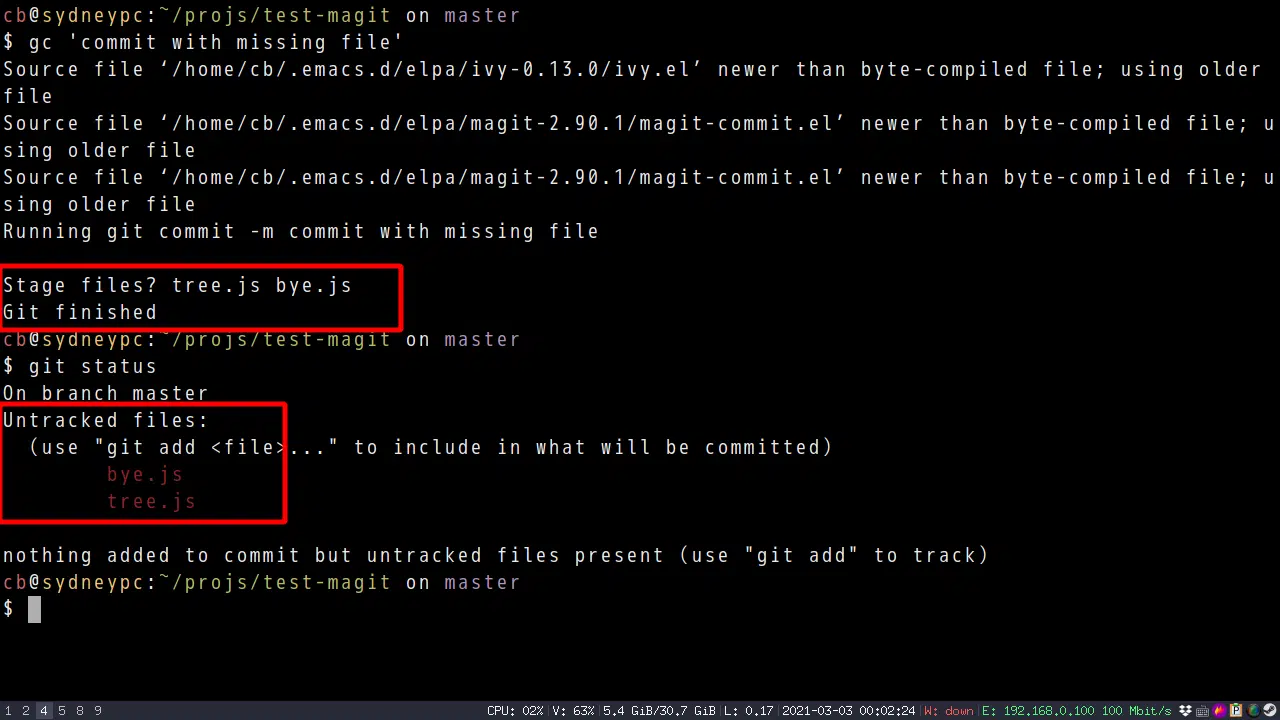 cb@sydneypc:~/projs/test-magit on master
$ gc 'commit with missing file'
Source file ‘/home/cb/.emacs.d/elpa/ivy-0.13.0/ivy.el’ newer than byte-compiled file; using older
file
Source file ‘/home/cb/.emacs.d/elpa/magit-2.90.1/magit-commit.el’ newer than byte-compiled file; u
sing older file
Source file ‘/home/cb/.emacs.d/elpa/magit-2.90.1/magit-commit.el’ newer than byte-compiled file; u
sing older file
Running git commit -m commit with missing file
Stage files? tree.js bye.js
Git finished
cb@sydneypc:~/projs/test-magit on master
$ git status
On branch master
Untracked files:
(use "git add <file>..." to include in what will be committed)
bye.js
tree.js
nothing added to commit but untracked files present (use "git add" to track)
cb@sydneypc:~/projs/test-magit on master
$
1 2 4 5 8 9 CPU: 02% V: 63% 5.4 GiB/30.7 GiB L: 0.17 2021-03-03 00:02:24 W: down E: 192.168.0.100 100 Mbit/s